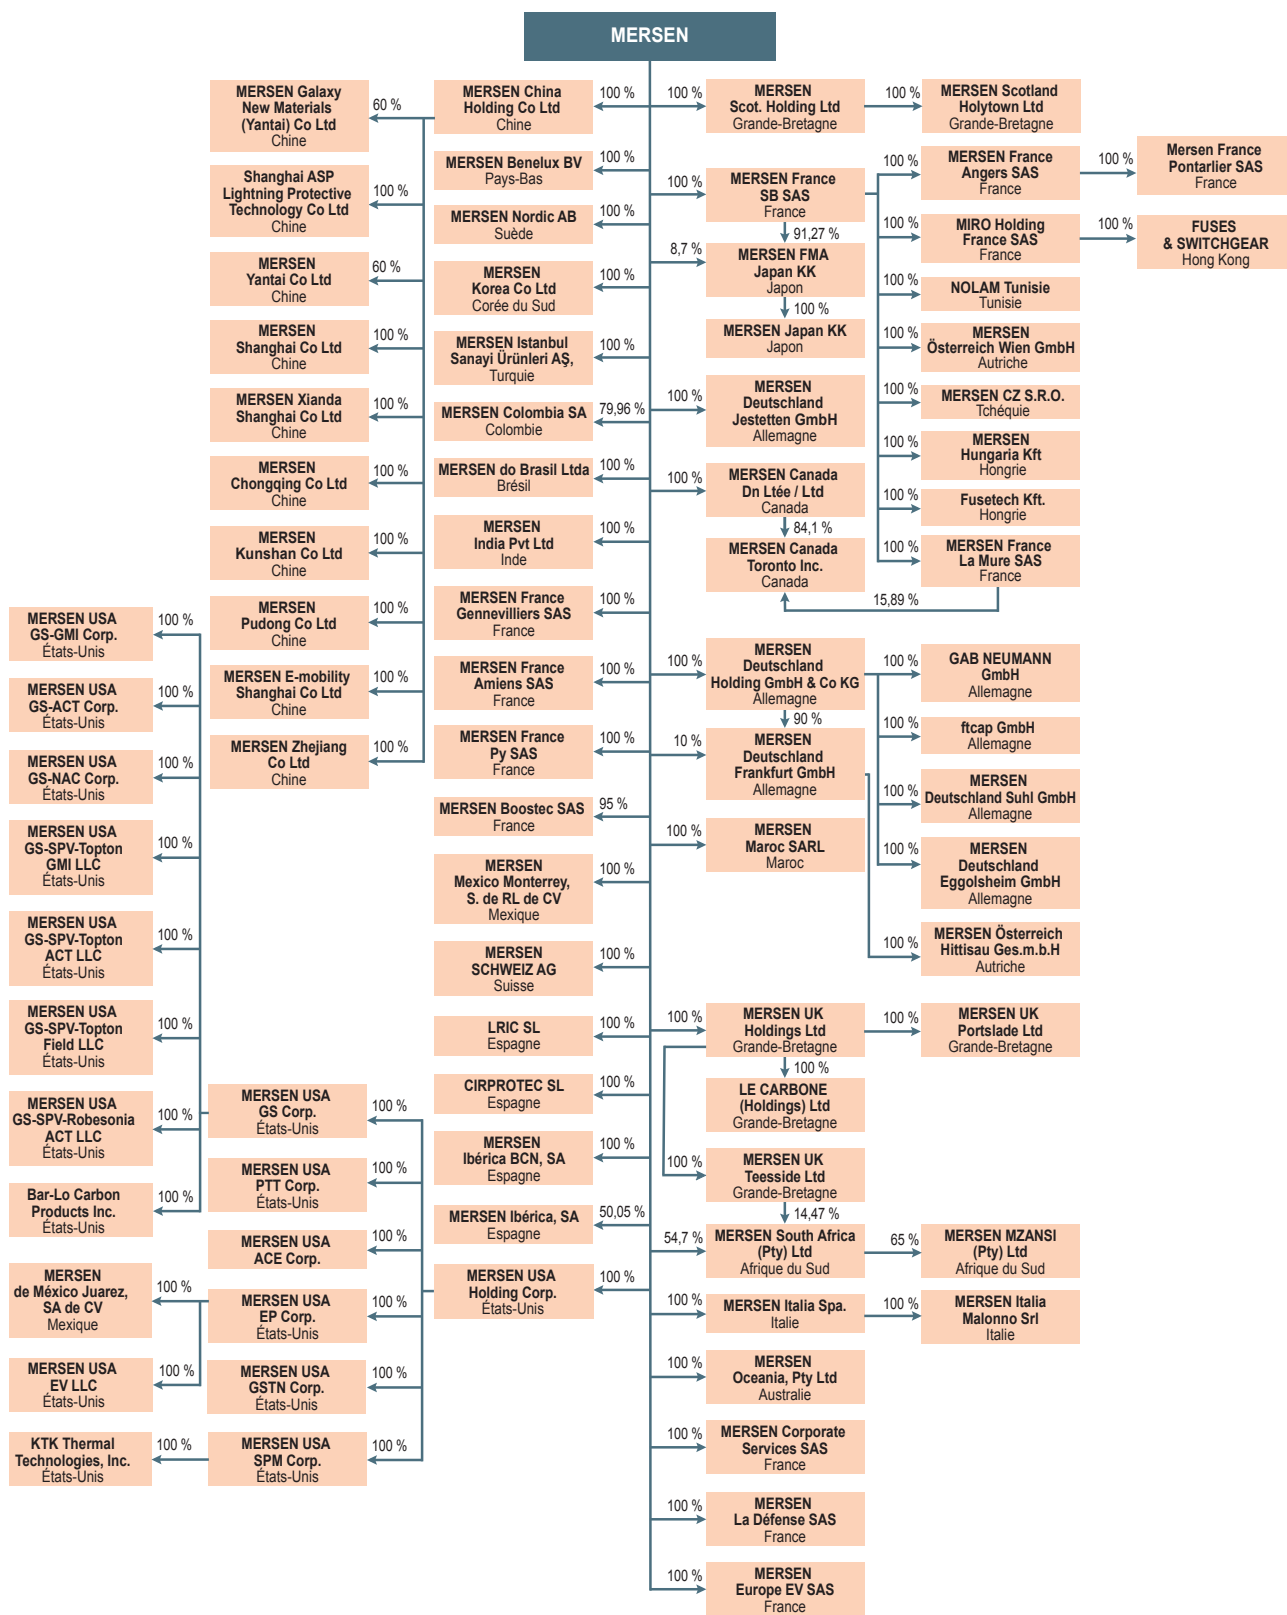 MERSEN
MERSEN Galaxy
New Materials
(Yantai) Co Ltd
Chine
60 %
Shanghai ASP
Lightning Protective
Technology Co Ltd
Chine
100 %
MERSEN
Yantai Co Ltd
Chine
60 %
MERSEN
Shanghai Co Ltd
Chine
100 %
MERSEN Xianda
Shanghai Co Ltd
Chine
100 %
MERSEN
Chongqing Co Ltd
Chine
100 %
MERSEN
Kunshan Co Ltd
Chine
100 %
MERSEN
Pudong Co Ltd
Chine
100 %
MERSEN E-mobility
Shanghai Co Ltd
Chine
100 %
MERSEN Zhejiang
Co Ltd
Chine
100 %
MERSEN China
Holding Co Ltd
Chine
100 %
MERSEN Benelux BV
Pays-Bas
100 %
MERSEN Nordic AB
Suède
100 %
MERSEN
Korea Co Ltd
Corée du Sud
100 %
MERSEN Istanbul
Sanayi Ürünleri AŞ,
Turquie
100 %
MERSEN Colombia SA
Colombie
79,96 %
MERSEN do Brasil Ltda
Brésil
100 %
MERSEN
India Pvt Ltd
Inde
100 %
MERSEN France
Gennevilliers SAS
France
100 %
MERSEN France
Amiens SAS
France
100 %
MERSEN France
Py SAS
France
100 %
MERSEN Boostec SAS
France
95 %
MERSEN
Mexico Monterrey,
S. de RL de CV
Mexique
100 %
MERSEN
SCHWEIZ AG
Suisse
100 %
LRIC SL
Espagne
100 %
CIRPROTEC SL
Espagne
100 %
MERSEN
Ibérica BCN, SA
Espagne
100 %
MERSEN Ibérica, SA
Espagne
50,05 %
MERSEN USA
Holding Corp.
États-Unis
100 %
MERSEN USA
GS Corp.
États-Unis
100 %
MERSEN USA
PTT Corp.
États-Unis
100 %
MERSEN USA
ACE Corp.
100 %
MERSEN USA
EP Corp.
États-Unis
100 %
MERSEN USA
GSTN Corp.
États-Unis
100 %
MERSEN USA
SPM Corp.
États-Unis
100 %
MERSEN USA
GS-GMI Corp.
États-Unis
100 %
MERSEN USA
GS-ACT Corp.
États-Unis
100 %
MERSEN USA
GS-NAC Corp.
États-Unis
100 %
MERSEN USA
GS-SPV-Topton
GMI LLC
États-Unis
100 %
MERSEN USA
GS-SPV-Topton
ACT LLC
États-Unis
100 %
MERSEN USA
GS-SPV-Topton
Field LLC
États-Unis
100 %
MERSEN USA
GS-SPV-Robesonia
ACT LLC
États-Unis
100 %
Bar-Lo Carbon
Products Inc.
États-Unis
100 %
MERSEN
de México Juarez,
SA de CV
Mexique
100 %
MERSEN USA
EV LLC
États-Unis
100 %
KTK Thermal
Technologies, Inc.
États-Unis
100 %
100 %
MERSEN
Scot. Holding Ltd
Grande-Bretagne
100 %
MERSEN Scotland
Holytown Ltd
Grande-Bretagne
100 %
MERSEN France
SB SAS
France
91,27 %
8,7 %
MERSEN FMA
Japan KK
Japon
100 %
MERSEN Japan KK
Japon
100 %
MERSEN France
Angers SAS
France
100 %
Mersen France
Pontarlier SAS
France
100 %
MIRO Holding
France SAS
France
100 %
FUSES
& SWITCHGEAR
Hong Kong
100 %
NOLAM Tunisie
Tunisie
100 %
MERSEN
Österreich Wien GmbH
Autriche
100 %
MERSEN CZ S.R.O.
Tchéquie
100 %
MERSEN
Hungaria Kft
Hongrie
100 %
Fusetech Kft.
Hongrie
100 %
MERSEN France
La Mure SAS
France
100 %
MERSEN
Deutschland
Jestetten GmbH
Allemagne
100 %
MERSEN Canada
Dn Ltée / Ltd
Canada
84,1 %
MERSEN Canada
Toronto Inc.
Canada
15,89 %
100 %
MERSEN
Deutschland
Holding GmbH & Co KG
Allemagne
90 %
10 %
MERSEN
Deutschland
Frankfurt GmbH
Allemagne
100 %
GAB NEUMANN
GmbH
Allemagne
100 %
ftcap GmbH
Allemagne
100 %
MERSEN
Deutschland Suhl GmbH
Allemagne
100 %
MERSEN
Deutschland
Eggolsheim GmbH
Allemagne
100 %
MERSEN Österreich
Hittisau Ges.m.b.H
Autriche
100 %
MERSEN
Maroc SARL
Maroc
100 %
MERSEN UK
Holdings Ltd
Grande-Bretagne
100 %
MERSEN UK
Portslade Ltd
Grande-Bretagne
100 %
LE CARBONE
(Holdings) Ltd
Grande-Bretagne
100 %
MERSEN UK
Teesside Ltd
Grande-Bretagne
14,47 %
54,7 %
MERSEN South Africa
(Pty) Ltd
Afrique du Sud
65 %
MERSEN MZANSI
(Pty) Ltd
Afrique du Sud
100 %
MERSEN Italia Spa.
Italie
100 %
MERSEN Italia
Malonno Srl
Italie
100 %
MERSEN
Oceania, Pty Ltd
Australie
100 %
MERSEN Corporate
Services SAS
France
100 %
MERSEN
La Défense SAS
France
100 %
MERSEN
Europe EV SAS
France